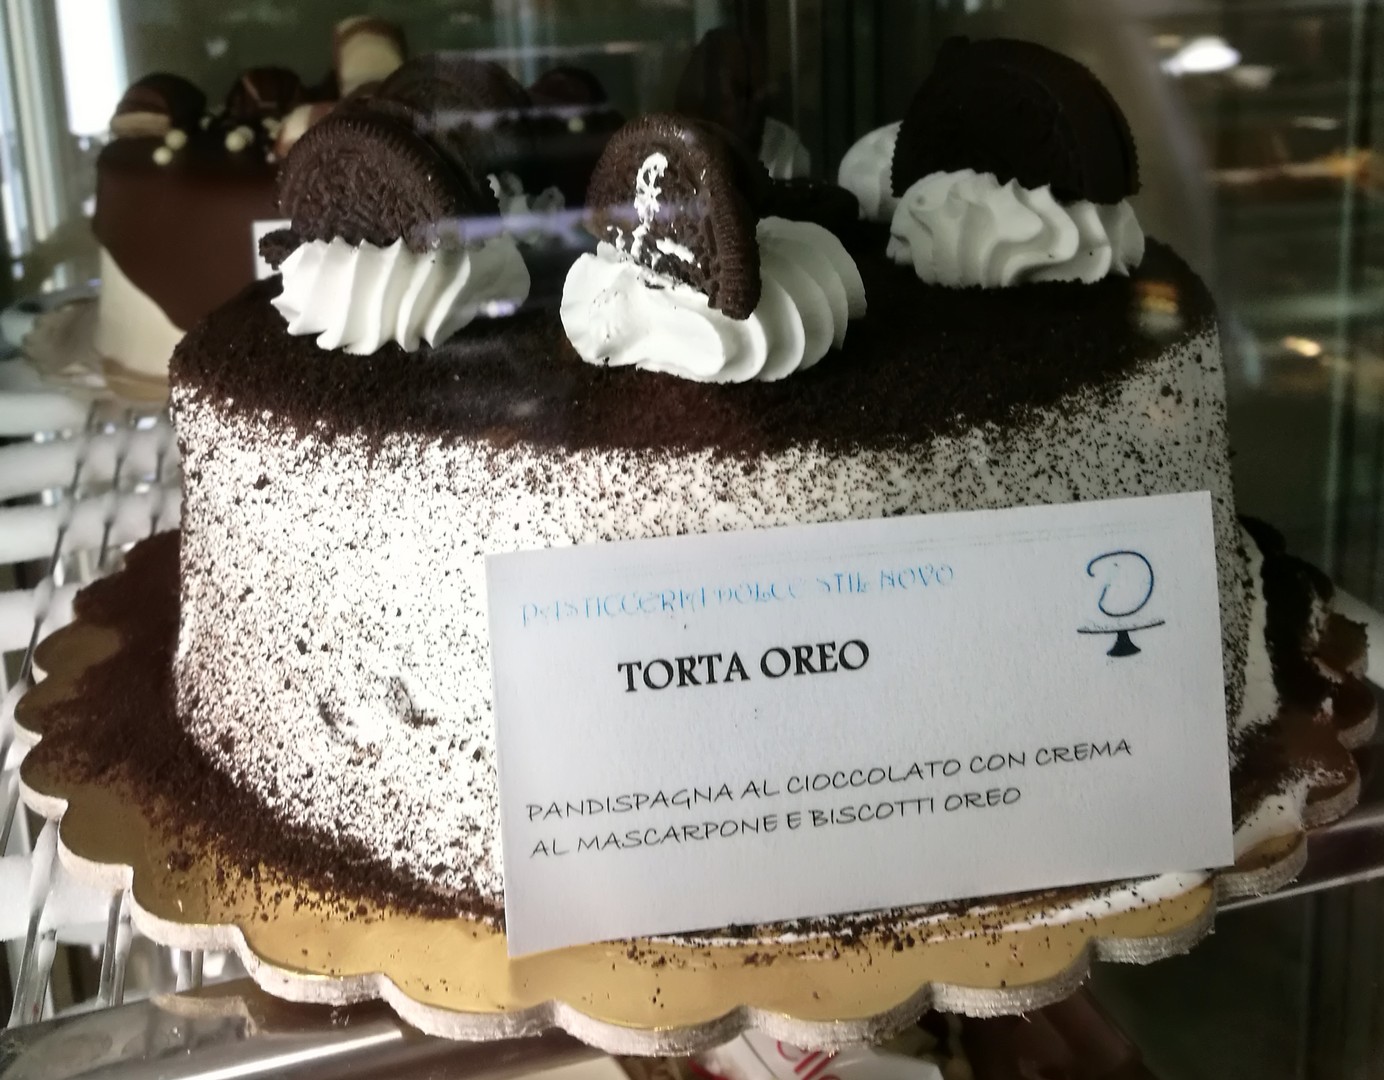 PASTICCERIA DOLCE STIL NOVO
TORTA OREO
PANDISPAGNA AL CIOCCOLATO CON CREMA
AL MASCARPONE E BISCOTTI OREO